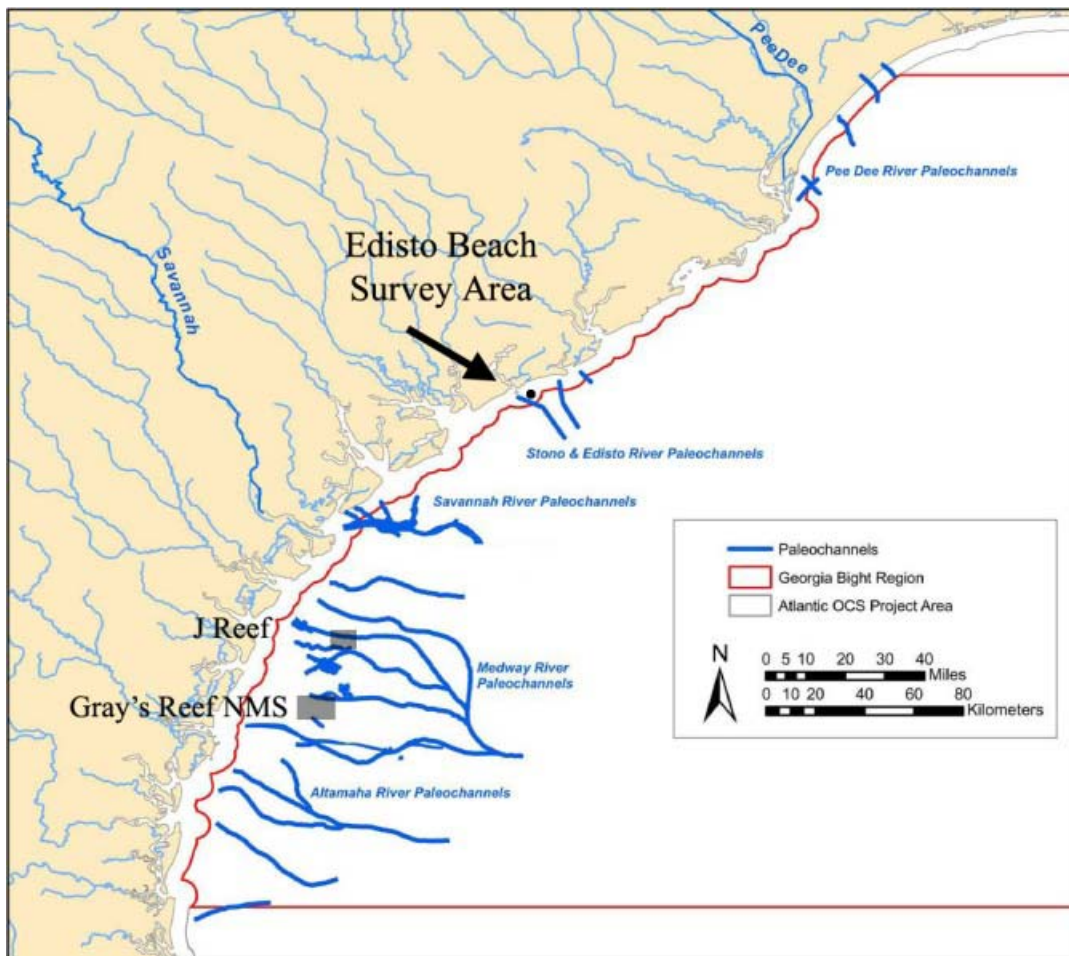 PeeDee
Pee Dee River Paleochannels
Savannah
Edisto Beach
Survey Area
Stono & Edisto River Paleochannels
Savannah River Paleochannels
Paleochannels
Georgia Bight Region
Atlantic OCS Project Area
J Reef
Medway River
Paleochannels
N
0 5 10 20 30 40
Miles
0 10 20 40 60 80
Kilometers
Gray's Reef NMS
Altamaha River Paleochannels